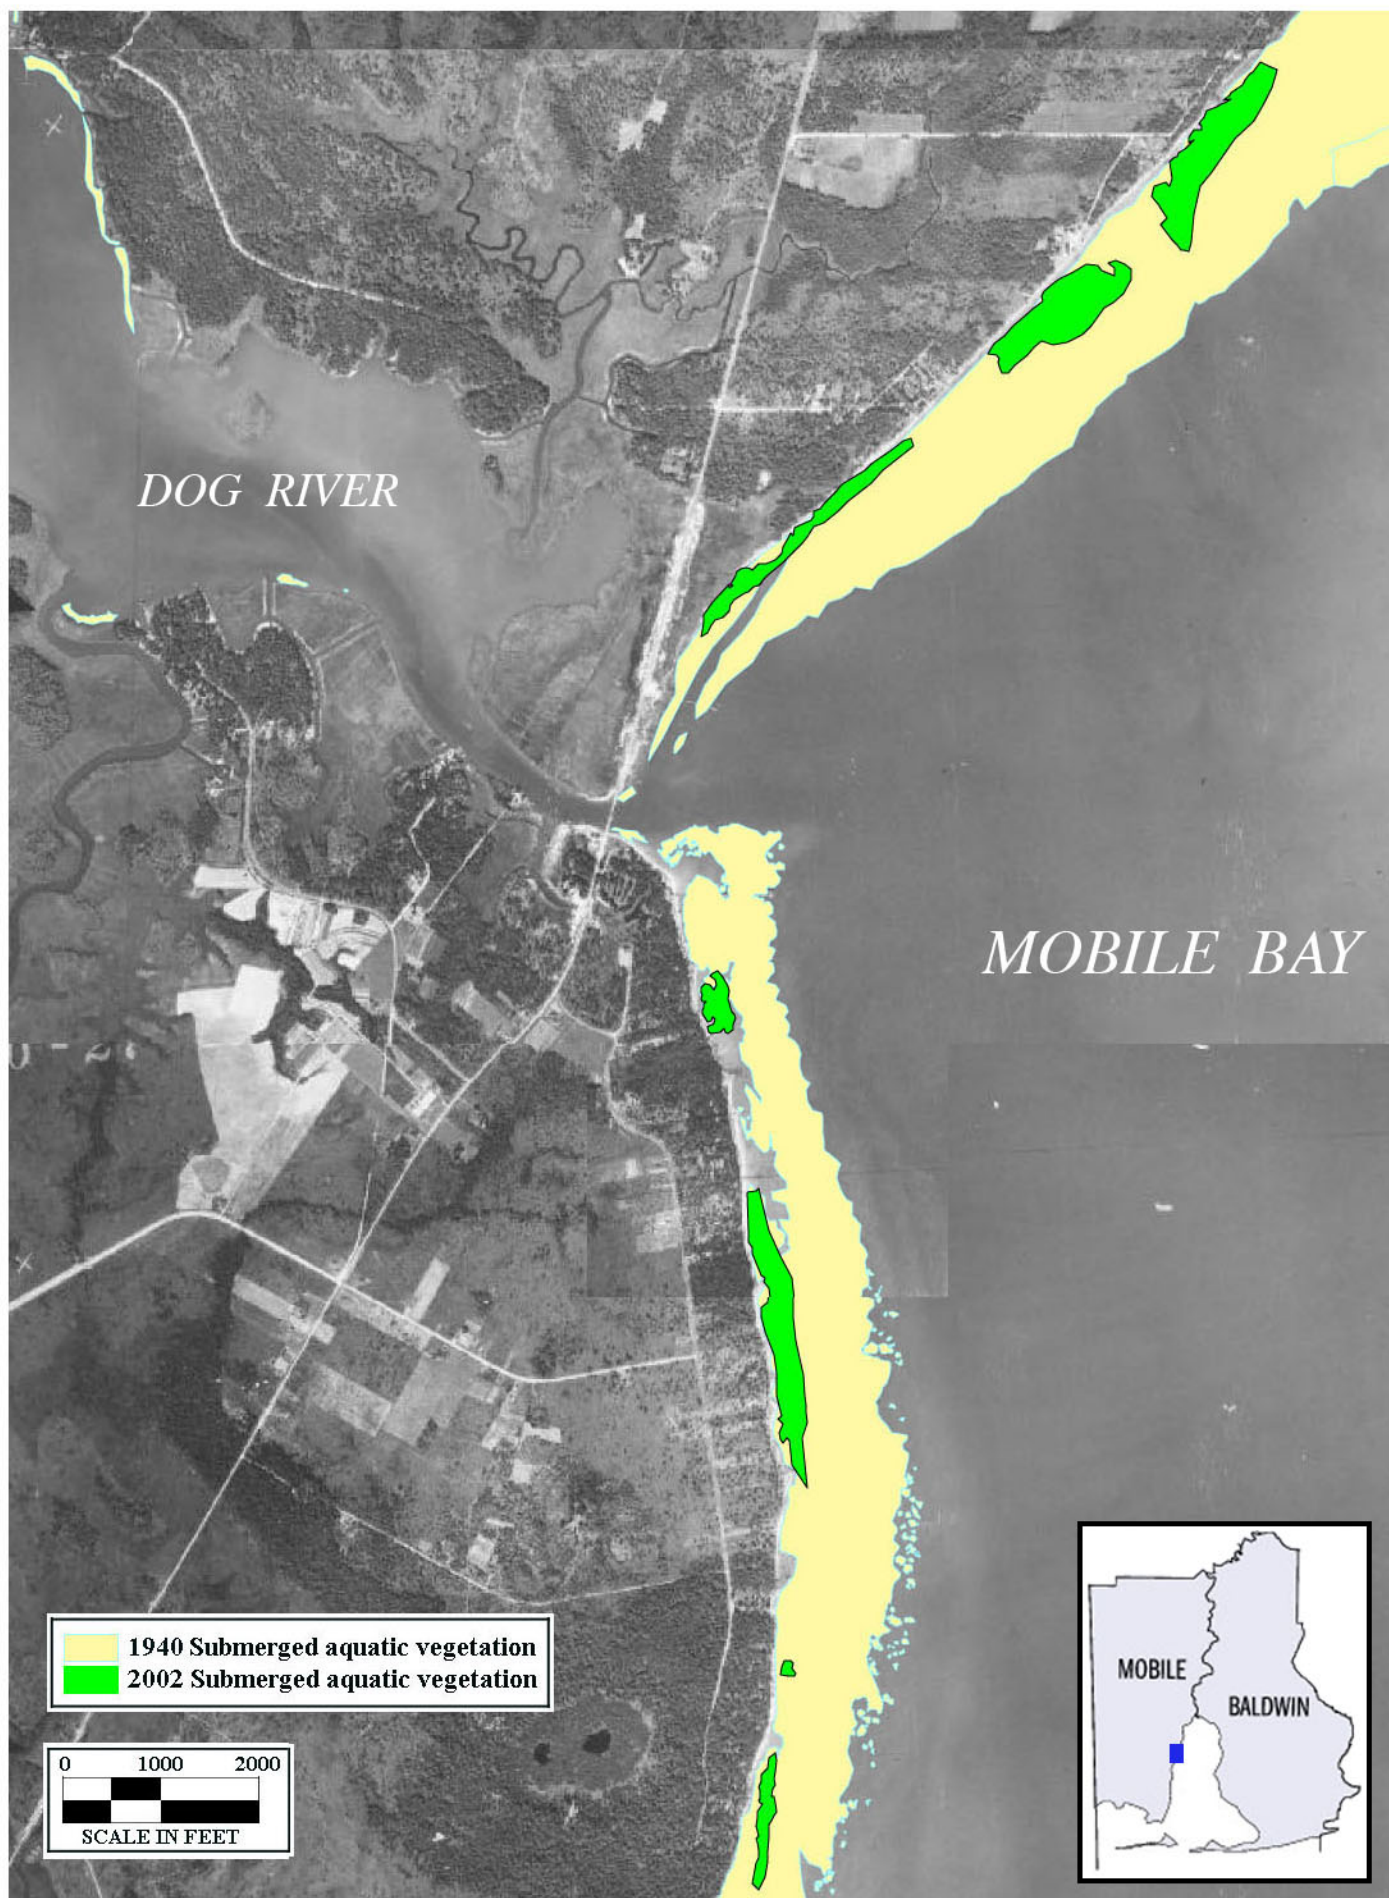 DOG RIVER
MOBILE BAY
1940 Submerged aquatic vegetation
2002 Submerged aquatic vegetation
0 1000 2000
SCALE IN FEET
MOBILE
BALDWIN